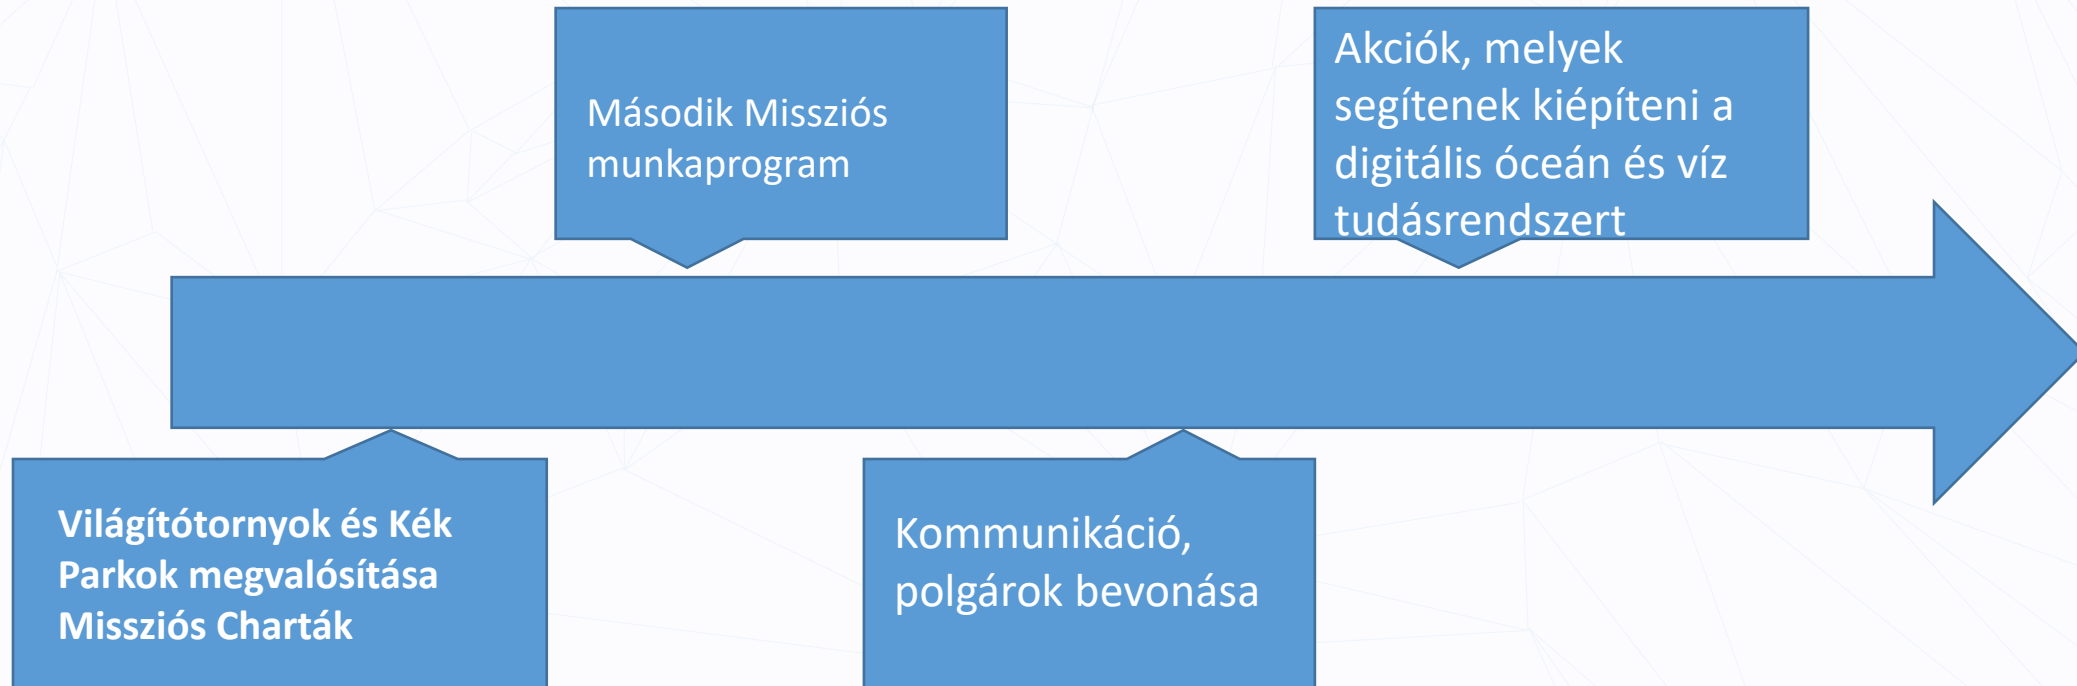 Második Missziós
munkaprogram
Akciók, melyek
segítenek kiépíteni a
digitális óceán és víz
tudásrendszert
Világítótornyok és Kék
Parkok megvalósítása
Missziós Charták
Kommunikáció,
polgárok bevonása